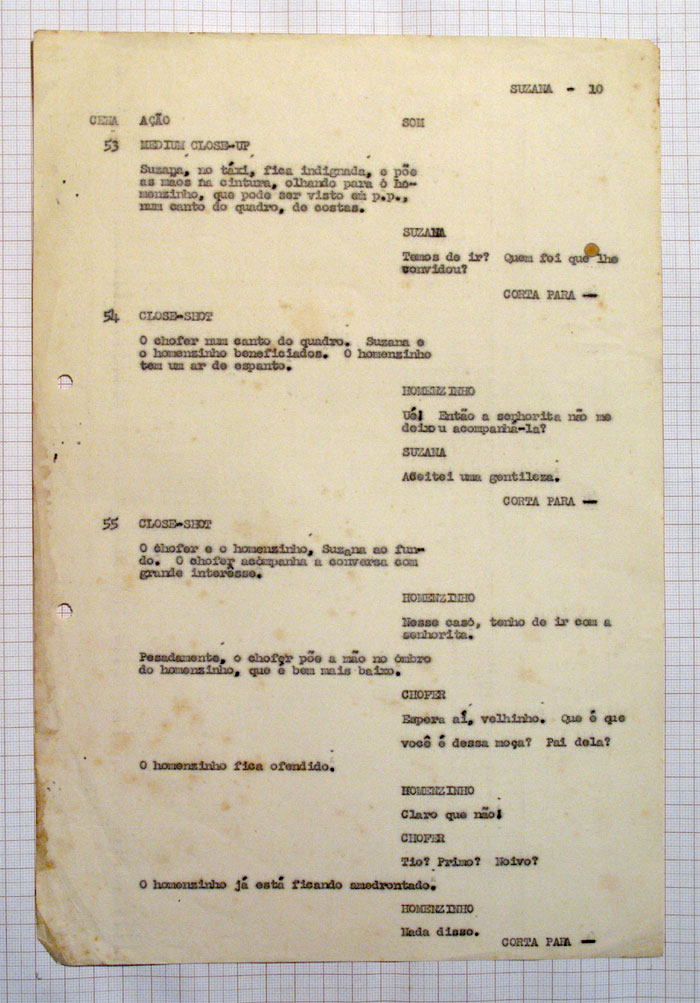 SUZANA - 10
CENA AÇÃO SOM
53 MEDIUM CLOSE-UP
Suzana, no táxi, fica indignada, e põe
as mãos na cintura, olhando para o ho-
menzinho, que pode ser visto em p.p.,
num canto do quadro, de costas.
SUZANA
Temos de ir? Quem foi que lhe
convidou?
CORTA PARA —
54 CLOSE-SHOT
O chofer num canto do quadro. Suzana e
o homenzinho beneficiados. O homenzinho
tem um ar de espanto.
HOMENZINHO
Ué! Então a senhorita não me
deixou acompanhá-la?
SUZANA
Aceitei uma gentileza.
CORTA PARA —
55 CLOSE-SHOT
O chofer e o homenzinho, Suzana ao fun-
do. O chofer acompanha a conversa com
grande interêsse.
HOMENZINHO
Nesse caso, tenho de ir com a
senhorita.
Pesadamente, o chofer põe a mão no ombro
do homenzinho, que é bem mais baixo.
CHOFER
Espera aí, velhinho. Que é que
você é dessa moça? Pai dela?
O homenzinho fica ofendido.
HOMENZINHO
Claro que não!
CHOFER
Tio? Primo? Noivo?
O homenzinho já está ficando amedrontado.
HOMENZINHO
Nada disso.
CORTA PARA —